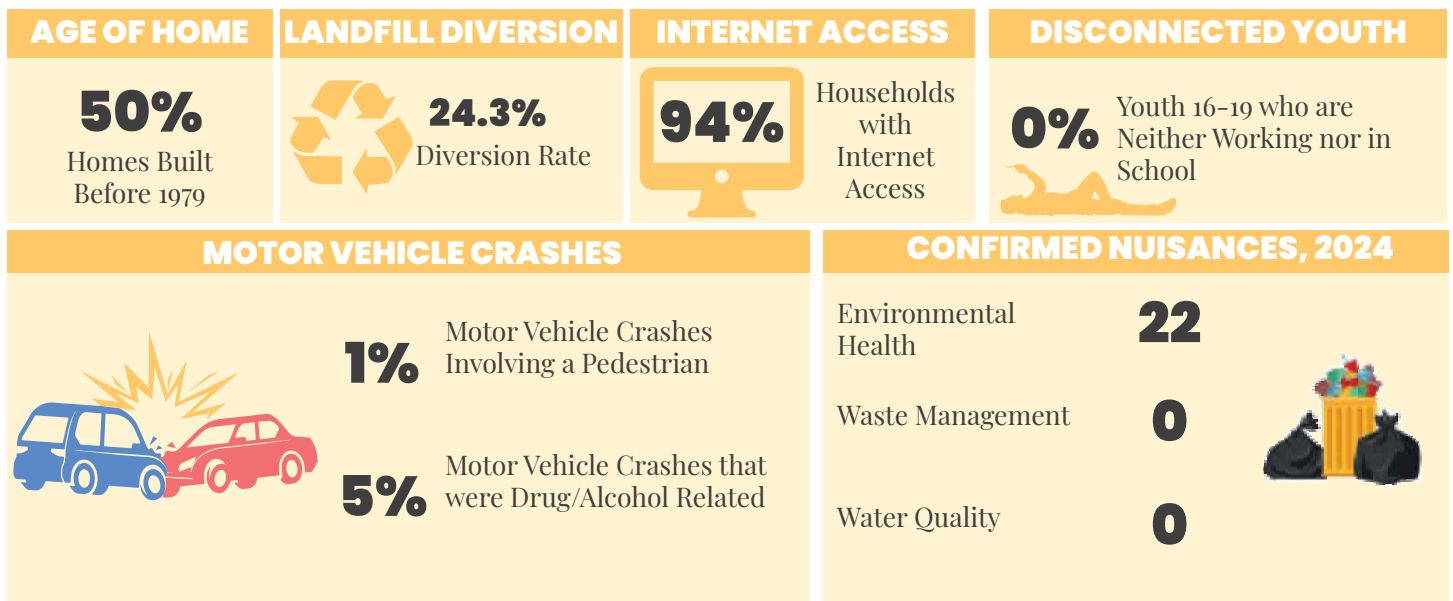 AGE OF HOME
50%
Homes Built
Before 1979
LANDFILL DIVERSION
24.3%
Diversion Rate
INTERNET ACCESS
94%
Households
with
Internet
Access
DISCONNECTED YOUTH
0%
Youth 16-19 who are
Neither Working nor in
School
MOTOR VEHICLE CRASHES
1%
Motor Vehicle Crashes
Involving a Pedestrian
5%
Motor Vehicle Crashes that
were Drug/Alcohol Related
CONFIRMED NUISANCES, 2024
Environmental
Health
22
Waste Management
0
Water Quality
0